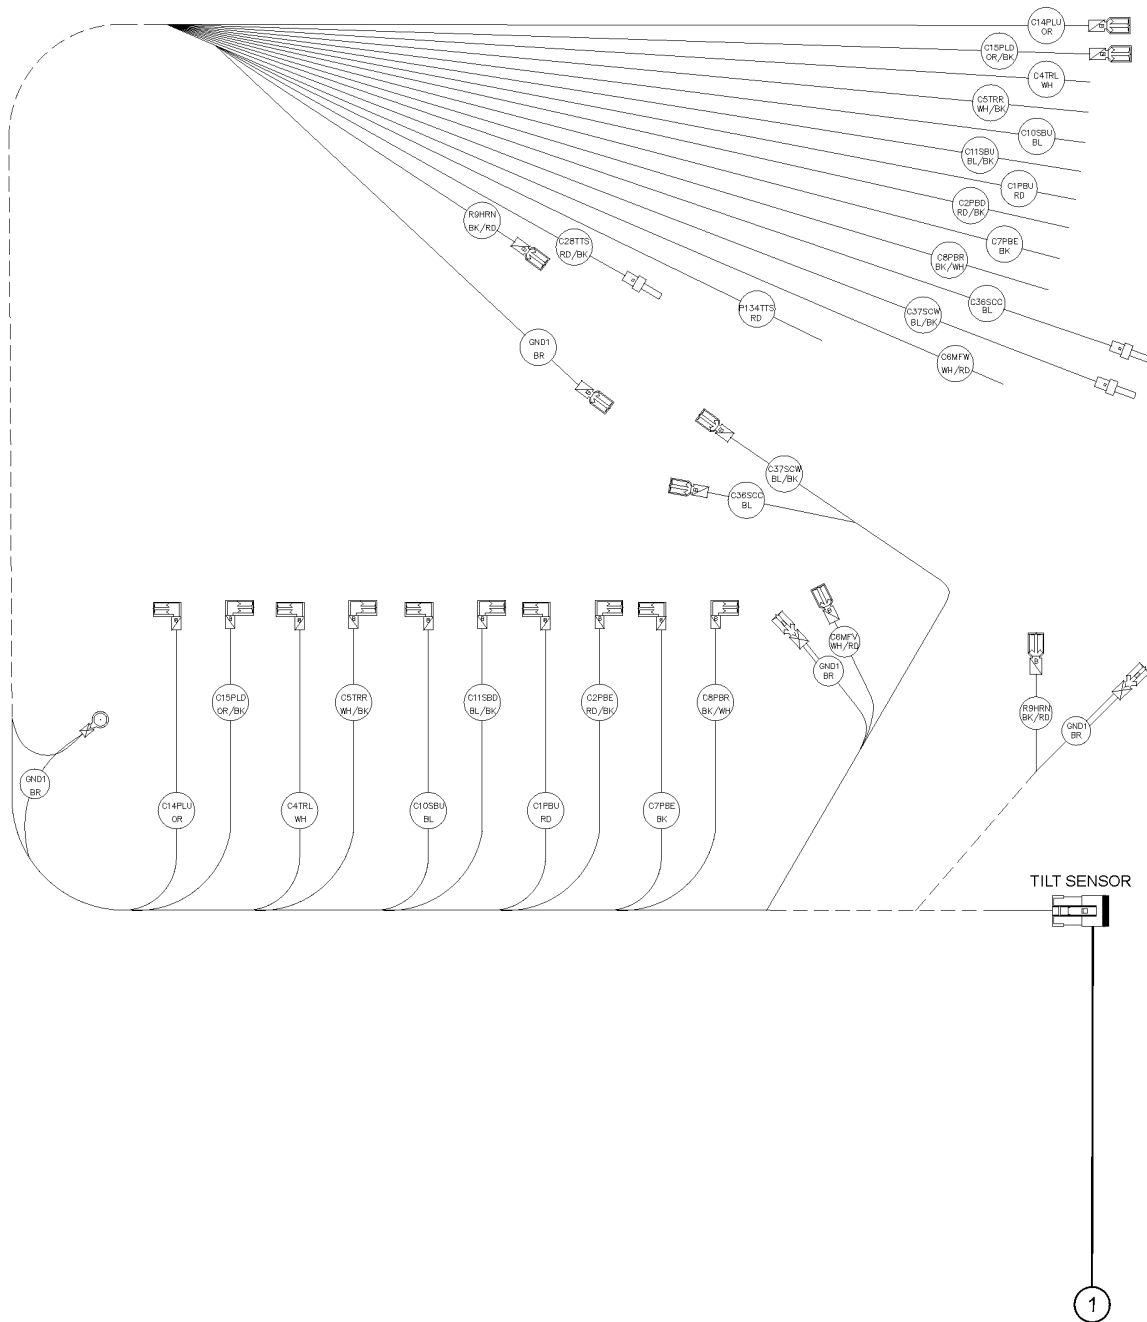 C14PLU
OR
C15PLD
OR/BK
C4TRL
WH
C5TRR
WH/BK
C10SBU
BL
C11SBU
BL/BK
C1PBU
RD
C2PBD
RD/BK
C7PBE
BK
C8PBR
BK/WH
C36SCC
BL
C37SCW
BL/BK
C6MFW
WH/RD
P134TTS
RD
C28TTS
RD/BK
R9HRN
BK/RD
GND1
BR
C37SCW
BL/BK
C36SCC
BL
C6MFV
WH/RD
GND1
BR
C15PLD
OR/BK
C5TRR
WH/BK
C11SBD
BL/BK
C2PBE
RD/BK
C8PBR
BK/WH
R9HRN
BK/RD
GND1
BR
GND1
BR
C14PLU
OR
C4TRL
WH
C10SBU
BL
C1PBU
RD
C7PBE
BK
TILT SENSOR
1